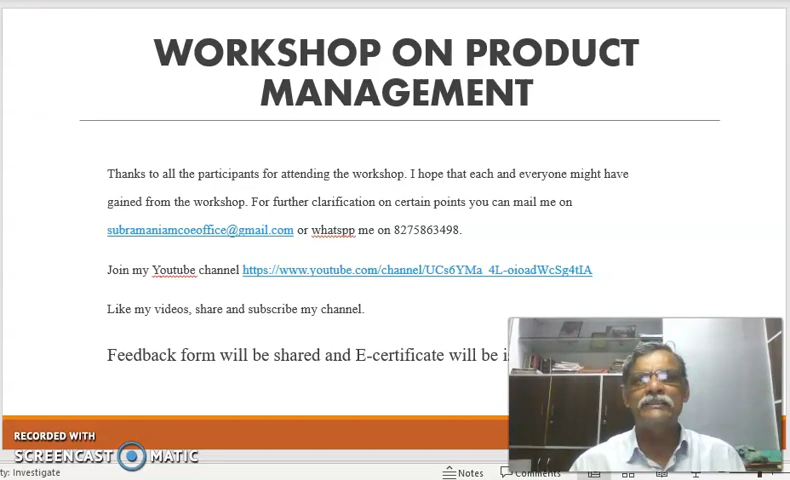 WORKSHOP ON PRODUCT
MANAGEMENT
Thanks to all the participants for attending the workshop. I hope that each and everyone might have
gained from the workshop. For further clarification on certain points you can mail me on
subramaniamcoeoffice@gmail.com or whatspp me on 8275863498.
Join my Youtube channel https://www.youtube.com/channel/UCs6YMa_4L-oioadWcSg4tIA
Like my videos, share and subscribe my channel.
Feedback form will be shared and E-certificate will be
RECORDED WITH
SCREENCAST MATIC
ty: Investigate
Notes
Comments